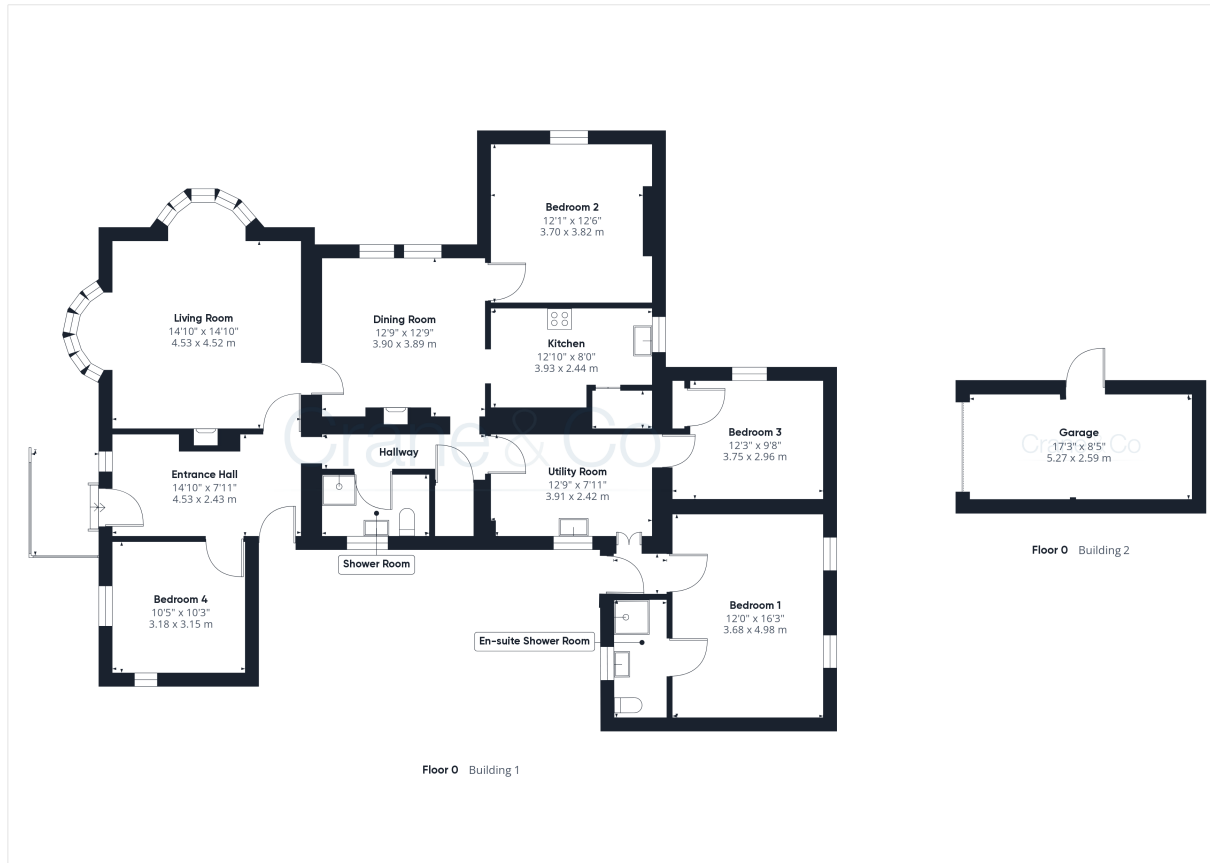 Bedroom 2
12'1" x 12'6"
3.70 x 3.82 m
Living Room
14'10" x 14'10"
4.53 x 4.52 m
Dining Room
12'9" x 12'9"
3.90 x 3.89 m
Kitchen
12'10" x 8'0"
3.93 x 2.44 m
Crane & Co
Hallway
Bedroom 3
12'3" x 9'8"
3.75 x 2.96 m
Entrance Hall
14'10" x 7'11"
4.53 x 2.43 m
Utility Room
12'9" x 7'11"
3.91 x 2.42 m
Shower Room
Bedroom 4
10'5" x 10'3"
3.18 x 3.15 m
Bedroom 1
12'0" x 16'3"
3.68 x 4.98 m
En-suite Shower Room
Floor 0 Building 1
Garage
Crane & Co
17'3" x 8'5"
5.27 x 2.59 m
Floor 0 Building 2